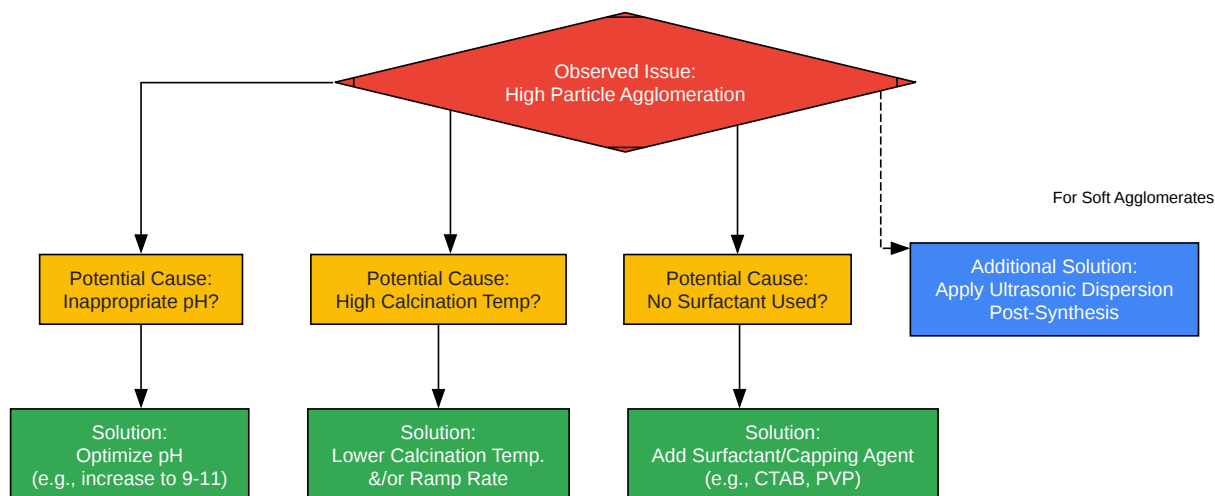 Observed Issue:
High Particle Agglomeration
For Soft Agglomerates
Potential Cause:
Inappropriate pH?
Potential Cause:
High Calcination Temp?
Potential Cause:
No Surfactant Used?
Additional Solution:
Apply Ultrasonic Dispersion
Post-Synthesis
Solution:
Optimize pH
(e.g., increase to 9-11)
Solution:
Lower Calcination Temp.
&/or Ramp Rate
Solution:
Add Surfactant/Capping Agent
(e.g., CTAB, PVP)